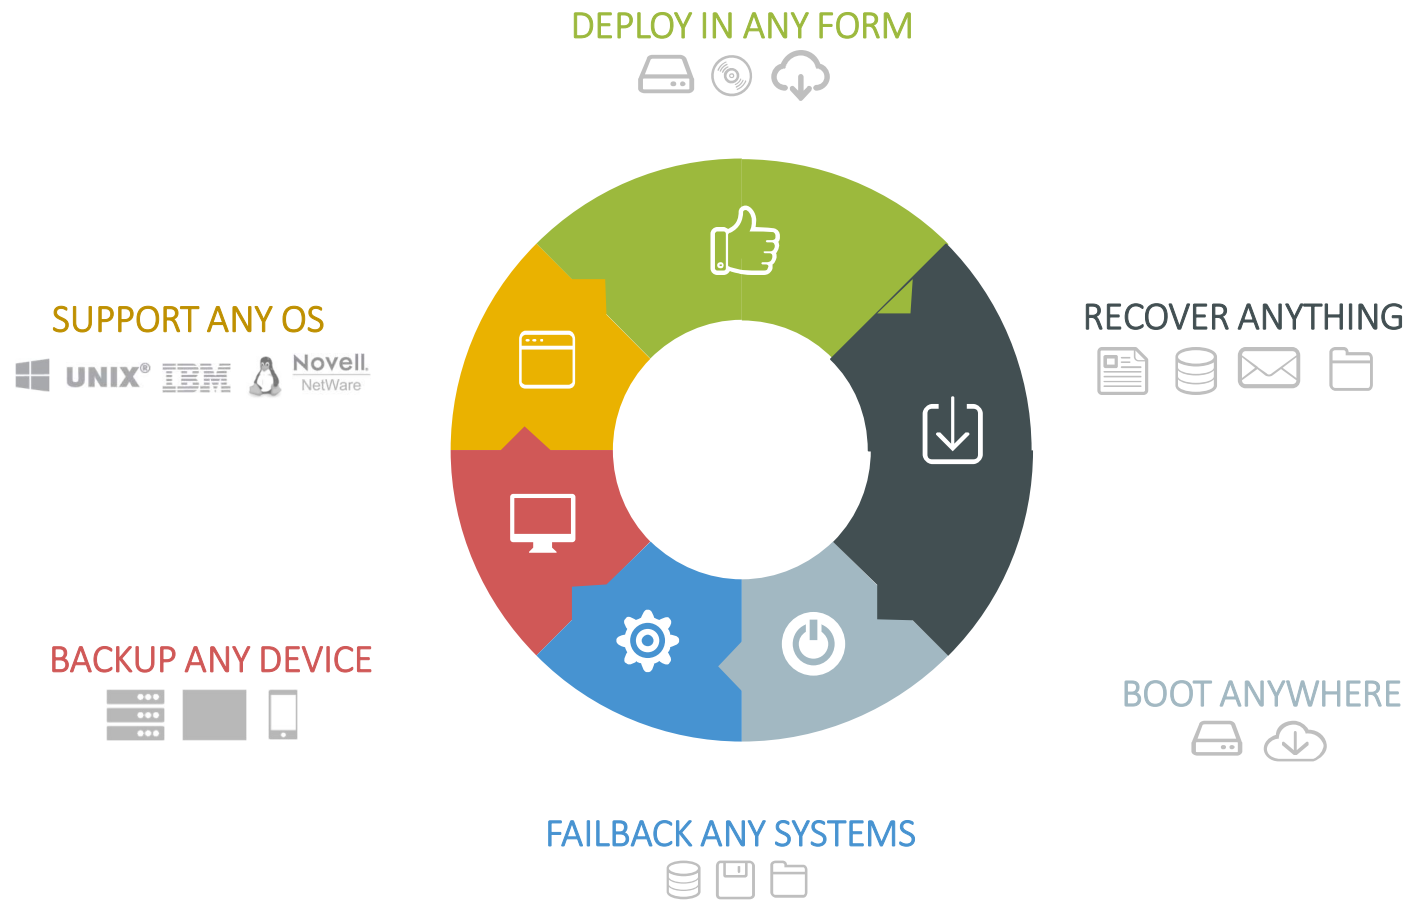 DEPLOY IN ANY FORM
SUPPORT ANY OS
UNIX® IBM Novell.
NetWare
RECOVER ANYTHING
BACKUP ANY DEVICE
BOOT ANYWHERE
FAILBACK ANY SYSTEMS